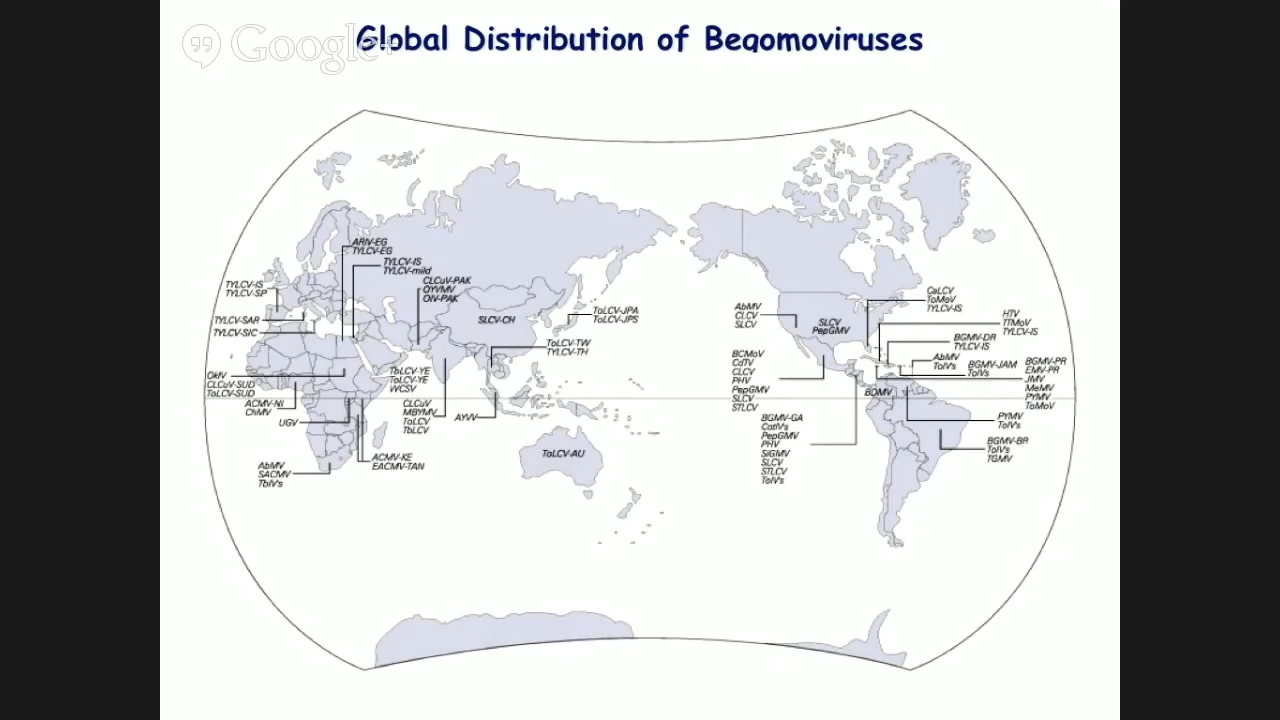 Google+
Global Distribution of Begomoviruses
ARIV-EG
TYLCV-EG
TYLCV-IS
TYLCV-mild
CLCuV-PAK
OYVMV
OIV-PAK
TYLCV-IS
TYLCV-SP
TYLCV-SAR
TYLCV-SIC
SLCV-CH
ToLCV-JPA
ToLCV-JPS
ToLCV-TW
TYLCV-TH
OkIV
CLCuV-SUD
ToLCV-SUD
TbLCV-YE
ToLCV-YE
WCSV
ACMV-NI
ChMV
UGV
CLCuV
MBYMV
ToLCV
TbLCV
AYVV
ACMV-KE
EACMV-TAN
AbMV
SACMV
TbIV's
ToLCV-AU
AbMV
CLCV
SLCV
SLCV
PepGMV
BCMoV
CdTV
CLCV
PHV
PepGMV
SLCV
STLCV
BGMV-GA
CotIV's
PepGMV
PHV
SiGMV
SLCV
STLCV
ToIV's
CaLCV
ToMoV
TYLCV-IS
HTV
TTMoV
TYLCV-IS
BGMV-DR
TYLCV-IS
AbMV
ToIV's
BGMV-JAM
ToIV's
BGMV-PR
EMV-PR
JMV
MeMV
PYMV
ToMoV
BDMV
PYMV
ToIV's
BGMV-BR
ToIV's
TGMV